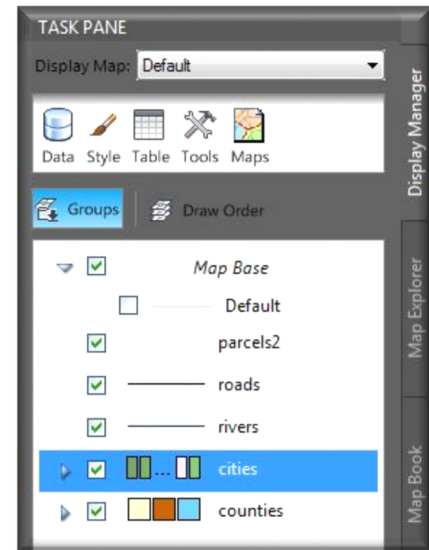 TASK PANE
Display Map: Default
Data Style Table Tools Maps
Groups Draw Order
Map Base
Default
parcels2
roads
rivers
... cities
counties
Display Manager
Map Explorer
Map Book